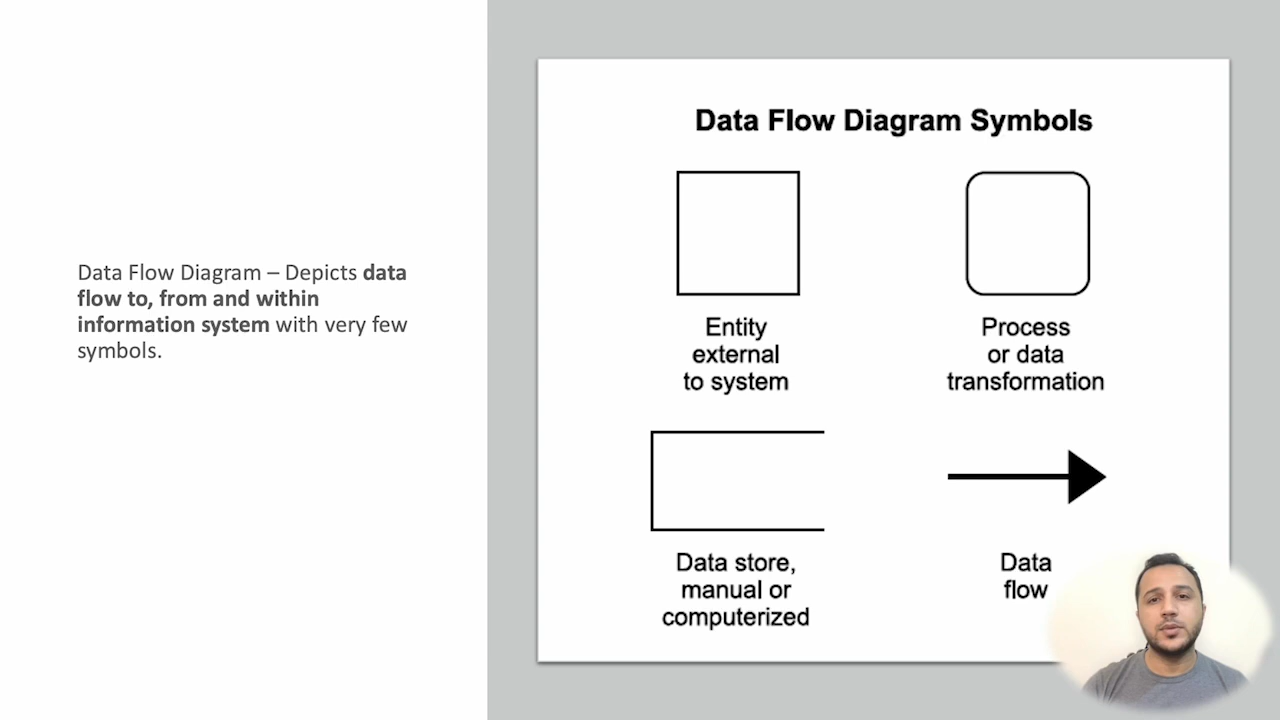 Data Flow Diagram – Depicts data
flow to, from and within
information system with very few
symbols.
Data Flow Diagram Symbols
Entity
external
to system
Process
or data
transformation
Data store,
manual or
computerized
Data
flow